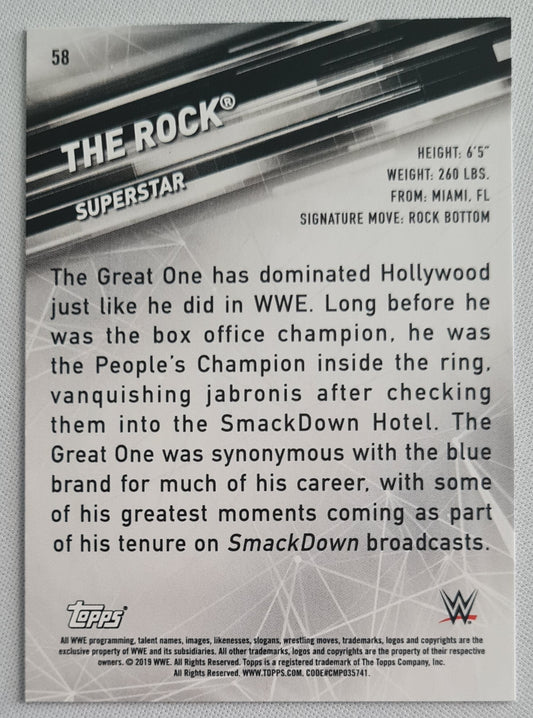 58
THE ROCK®
SUPERSTAR
HEIGHT: 6'5"
WEIGHT: 260 LBS.
FROM: MIAMI, FL
SIGNATURE MOVE: ROCK BOTTOM
The Great One has dominated Hollywood
just like he did in WWE. Long before he
was the box office champion, he was
the People's Champion inside the ring,
vanquishing jabronis after checking
them into the SmackDown Hotel. The
Great One was synonymous with the blue
brand for much of his career, with some
of his greatest moments coming as part
of his tenure on SmackDown broadcasts.
topps®
W
All WWE programming, talent names, images, likenesses, slogans, wrestling moves, trademarks, logos and copyrights are the
exclusive property of WWE and its subsidiaries. All other trademarks, logos and copyrights are the property of their respective
owners. © 2019 WWE. All Rights Reserved. Topps is a registered trademark of The Topps Company, Inc.
All Rights Reserved. WWW.TOPPS.COM. CODE#CMP035741.